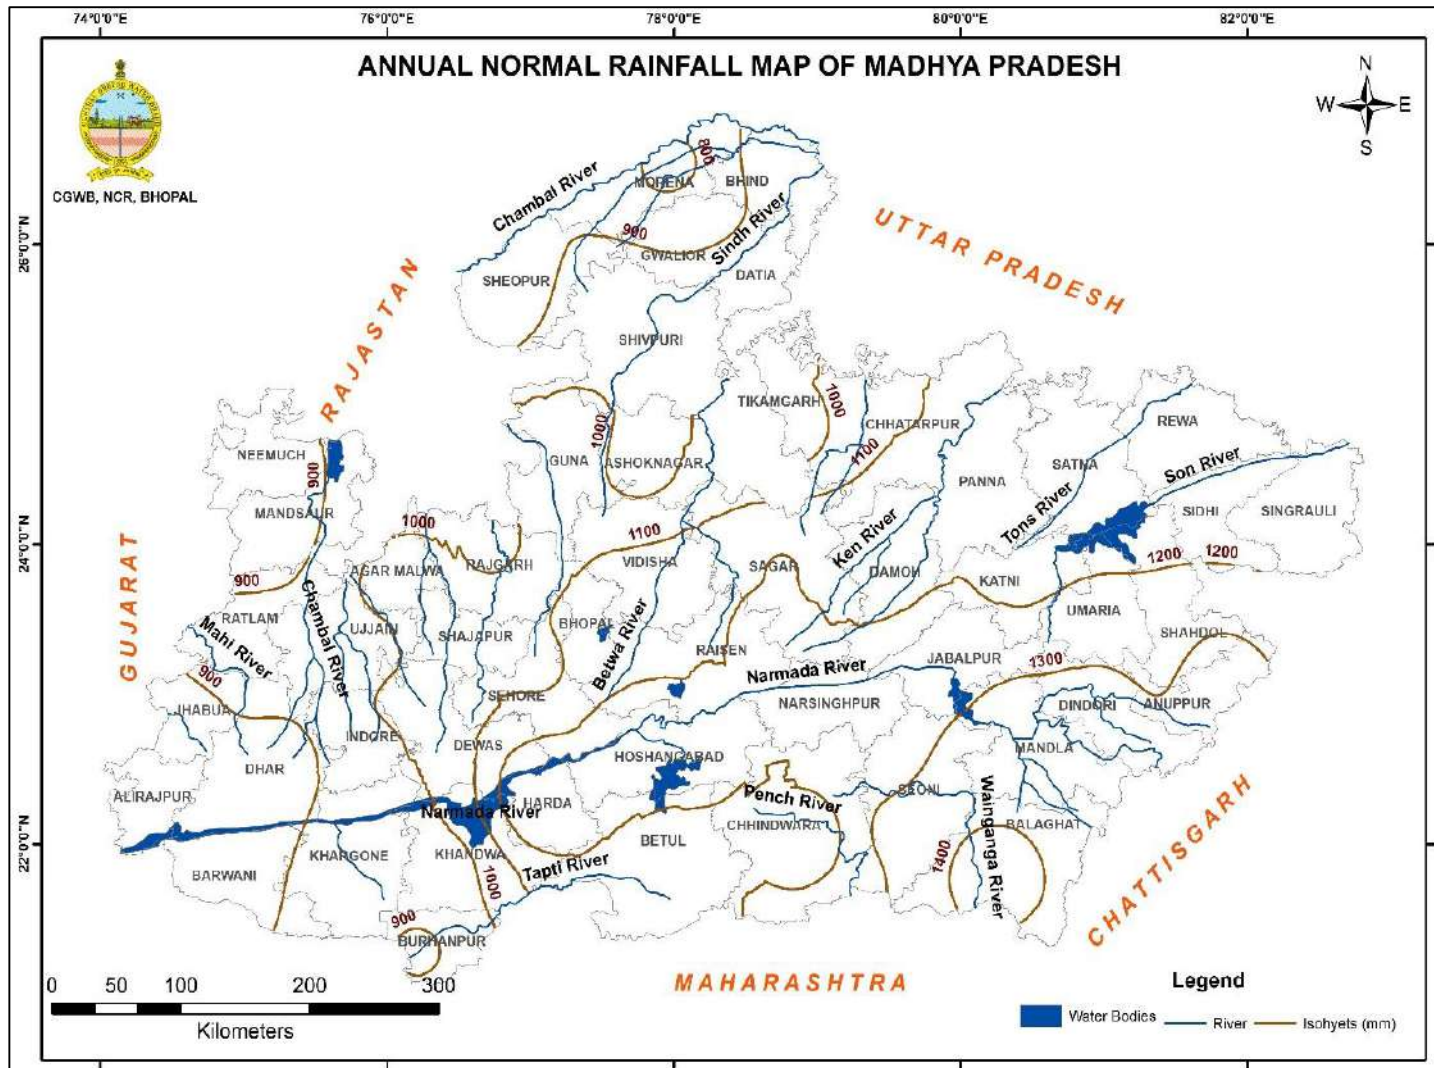 74°0'0"E 76°0'0"E 78°0'0"E 80°0'0"E 82°0'0"E
ANNUAL NORMAL RAINFALL MAP OF MADHYA PRADESH
N
W E
S
CGWB, NCR, BHOPAL
26°0'0"N
24°0'0"N
22°0'0"N
RAJASTAN
UTTAR PRADESH
GUJARAT
CHATTISGARH
MAHARASHTRA
800
MORENA
BHIND
Chambal River
900
GWALIOR
Sindh River
SHEOPUR
DATIA
SHIVPURI
TIKAMGARH
1000
CHHATARPUR
REWA
NEEMUCH
900
GUNA
1000
ASHOKNAGAR
1100
PANNA
SATNA
Son River
MANDSAUR
1000
1100
VIDISHA
Ken River
Tons River
SIDHI
SINGRAULI
900
AGAR MALWA
RAJGARH
SAGAR
DAMOH
KATNI
1200
1200
RATLAM
Mahi River
Chambal River
UJJAIN
SHAJAPUR
BHOPAL
Betwa River
RAISEN
UMARIA
SHAHDOL
900
JHABUA
SEHORE
Narmada River
JABALPUR
1300
NARSINGHPUR
DINDORI
ANUPPUR
INDORE
DEWAS
HOSHANGABAD
MANDLA
DHAR
ALIRAJPUR
Narmada River
HARDA
Pench River
SEONI
Wainganga River
BALAGHAT
CHHINDWARA
BETUL
KHARGONE
KHANDWA
Tapti River
1400
BARWANI
1000
900
BURHANPUR
0 50 100 200 300
Kilometers
Legend
Water Bodies
River
Isohyets (mm)